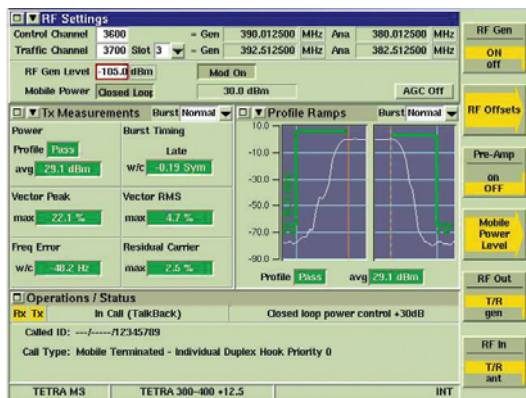 RF Settings
Control Channel 3600 = Gen 390.012500 MHz Ana 380.012500 MHz
Traffic Channel 3700 Slot 3 = Gen 392.512500 MHz Ana 382.512500 MHz
RF Gen Level -105.0 dBm Mod On
Mobile Power Closed Loop 30.0 dBm AGC Off
Tx Measurements Burst Normal
Power Burst Timing
Profile Pass Late
avg 29.1 dBm w/c -0.19 Sym
Vector Peak Vector RMS
max 22.1 % max 4.7 %
Freq Error Residual Carrier
w/c -48.2 Hz max 2.5 %
Profile Ramps Burst Normal
10.0
-10.0
-30.0
-50.0
-70.0
-90.0
Profile Pass avg 29.1 dBm
Operations / Status
Rx Tx In Call (TalkBack) Closed loop power control +30dB
Called ID: ---/-----/12345789
Call Type: Mobile Terminated - Individual Duplex Hook Priority 0
TETRA MS TETRA 300-400 +12.5 INT
RF Gen
ON
off
RF Offsets
Pre-Amp
on
OFF
Mobile
Power
Level
RF Out
T/R
gen
RF In
T/R
ant